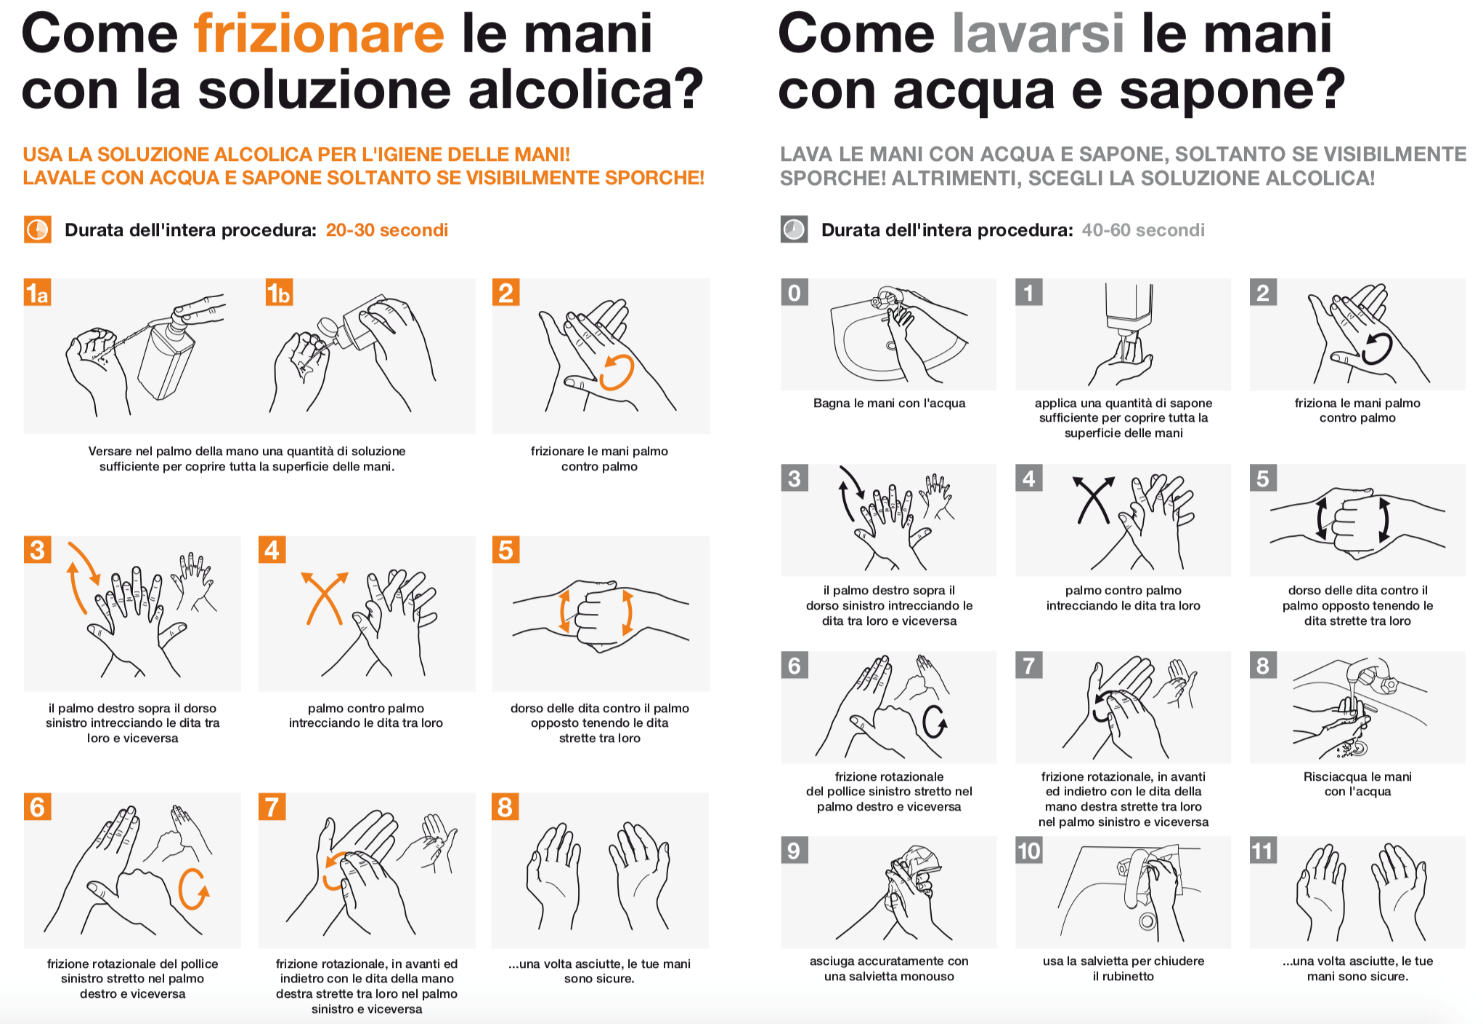 Come frizionare le mani
con la soluzione alcolica?
USA LA SOLUZIONE ALCOLICA PER L'IGIENE DELLE MANI!
LAVALE CON ACQUA E SAPONE SOLTANTO SE VISIBILMENTE SPORCHE!
Durata dell'intera procedura: 20-30 secondi
1a
1b
Versare nel palmo della mano una quantità di soluzione
sufficiente per coprire tutta la superficie delle mani.
2
frizionare le mani palmo
contro palmo
3
il palmo destro sopra il dorso
sinistro intrecciando le dita tra
loro e viceversa
4
palmo contro palmo
intrecciando le dita tra loro
5
dorso delle dita contro il palmo
opposto tenendo le dita
strette tra loro
6
frizione rotazionale del pollice
sinistro stretto nel palmo
destro e viceversa
7
frizione rotazionale, in avanti ed
indietro con le dita della mano
destra strette tra loro nel palmo
sinistro e viceversa
8
...una volta asciutte, le tue mani
sono sicure.
Come lavarsi le mani
con acqua e sapone?
LAVA LE MANI CON ACQUA E SAPONE, SOLTANTO SE VISIBILMENTE
SPORCHE! ALTRIMENTI, SCEGLI LA SOLUZIONE ALCOLICA!
Durata dell'intera procedura: 40-60 secondi
0
Bagna le mani con l'acqua
1
applica una quantità di sapone
sufficiente per coprire tutta la
superficie delle mani
2
friziona le mani palmo
contro palmo
3
il palmo destro sopra il
dorso sinistro intrecciando le
dita tra loro e viceversa
4
palmo contro palmo
intrecciando le dita tra loro
5
dorso delle dita contro il
palmo opposto tenendo le
dita strette tra loro
6
frizione rotazionale
del pollice sinistro stretto nel
palmo destro e viceversa
7
frizione rotazionale, in avanti
ed indietro con le dita della
mano destra strette tra loro
nel palmo sinistro e viceversa
8
Risciacqua le mani
con l'acqua
9
asciuga accuratamente con
una salvietta monouso
10
usa la salvietta per chiudere
il rubinetto
11
...una volta asciutte, le tue
mani sono sicure.